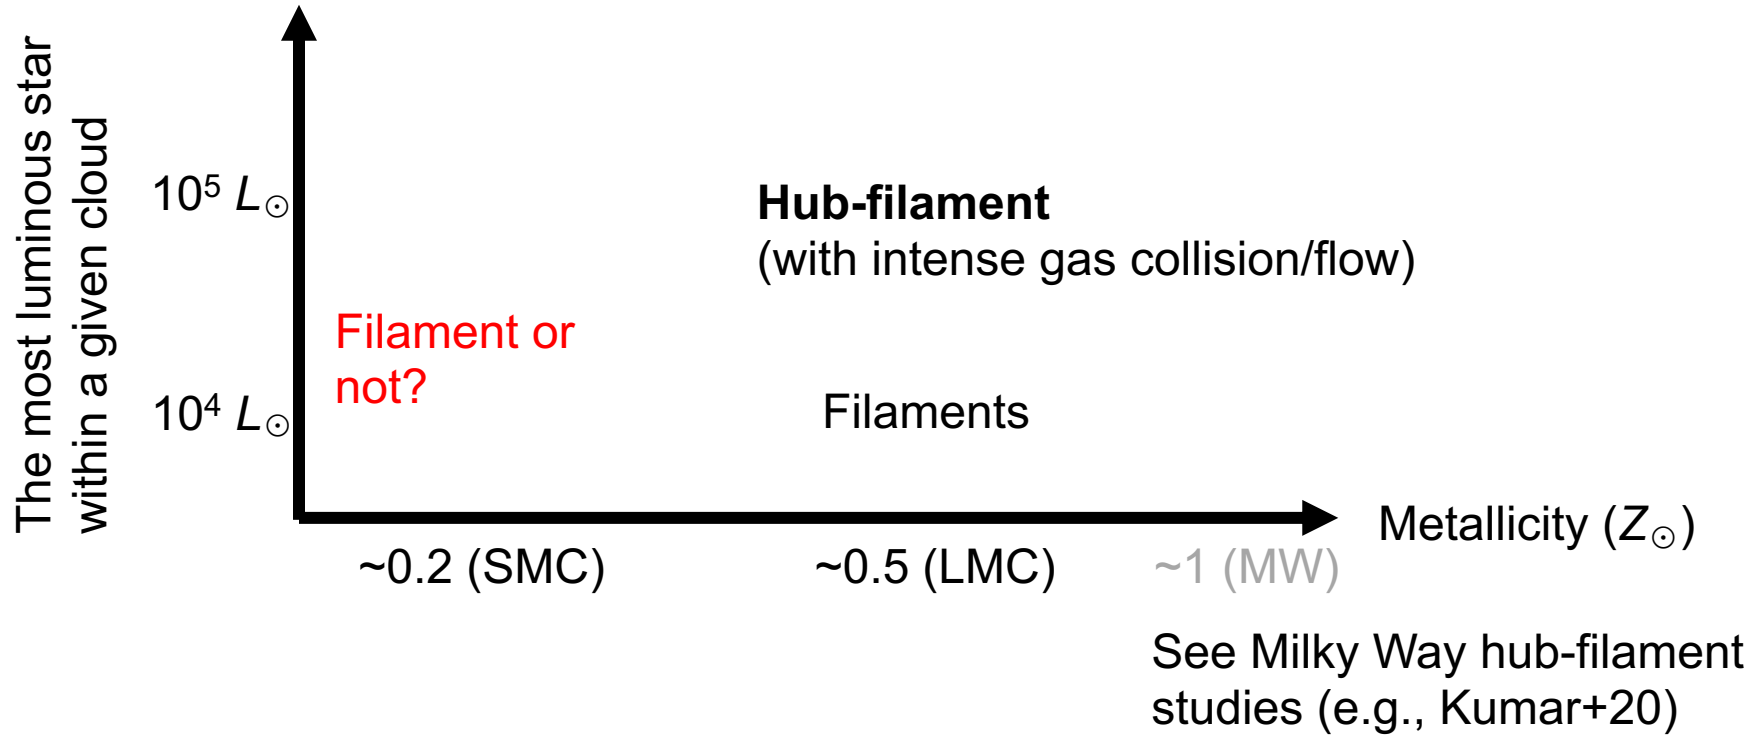 The most luminous star
within a given cloud
10⁵ L☉
Hub-filament
(with intense gas collision/flow)
Filament or
not?
10⁴ L☉
Filaments
Metallicity (Z☉)
~0.2 (SMC)
~0.5 (LMC)
~1 (MW)
See Milky Way hub-filament
studies (e.g., Kumar+20)